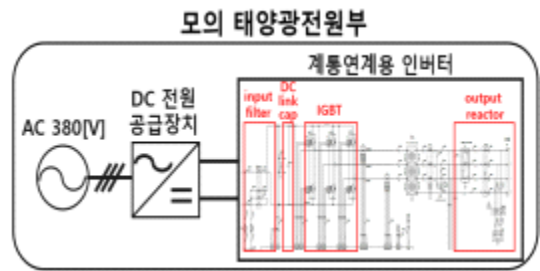 모의 태양광전원부
계통연계용 인버터
DC 전원
공급장치
AC 380[V]
input
filter
DC
link
cap
IGBT
output
reactor